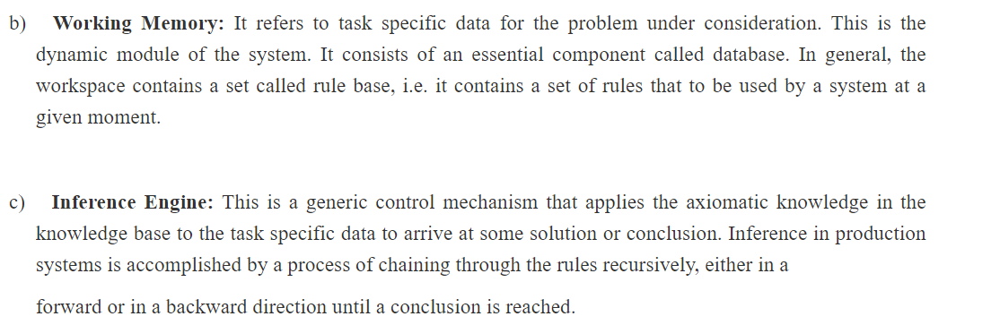 b) Working Memory: It refers to task specific data for the problem under consideration. This is the
dynamic module of the system. It consists of an essential component called database. In general, the
workspace contains a set called rule base, i.e. it contains a set of rules that to be used by a system at a
given moment.
c) Inference Engine: This is a generic control mechanism that applies the axiomatic knowledge in the
knowledge base to the task specific data to arrive at some solution or conclusion. Inference in production
systems is accomplished by a process of chaining through the rules recursively, either in a
forward or in a backward direction until a conclusion is reached.